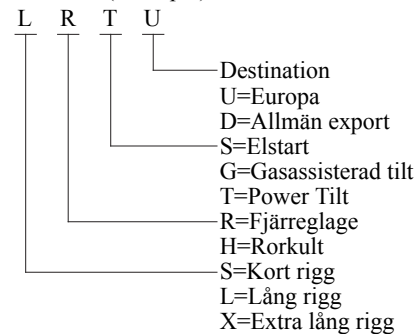 L R T U
Destination
U=Europa
D=Allmän export
S=Elstart
G=Gasassisterad tilt
T=Power Tilt
R=Fjärreglage
H=Rorkult
S=Kort rigg
L=Lång rigg
X=Extra lång rigg